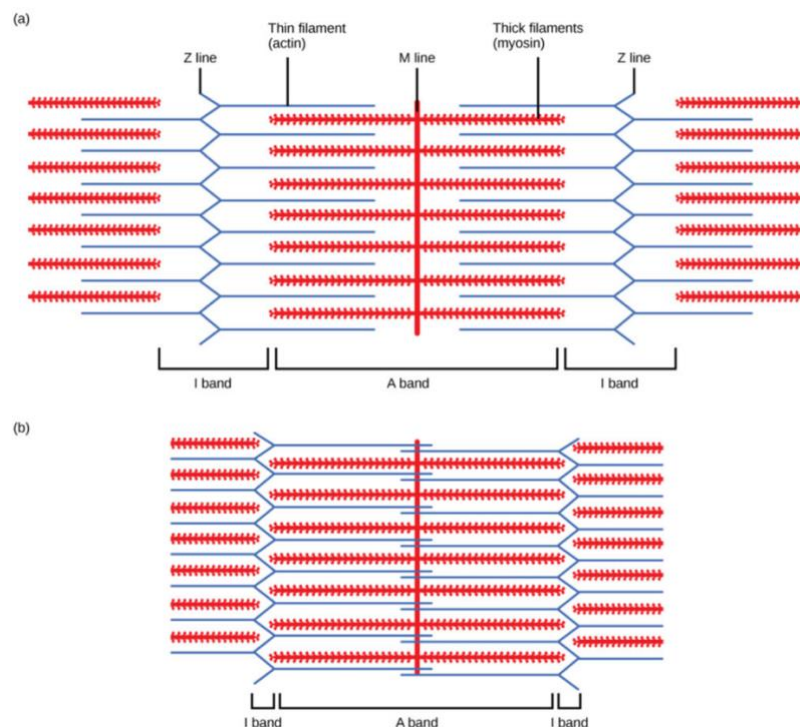 (a)
Thin filament
(actin)
Thick filaments
(myosin)
Z line
M line
Z line
I band
A band
I band
(b)
I band
A band
I band